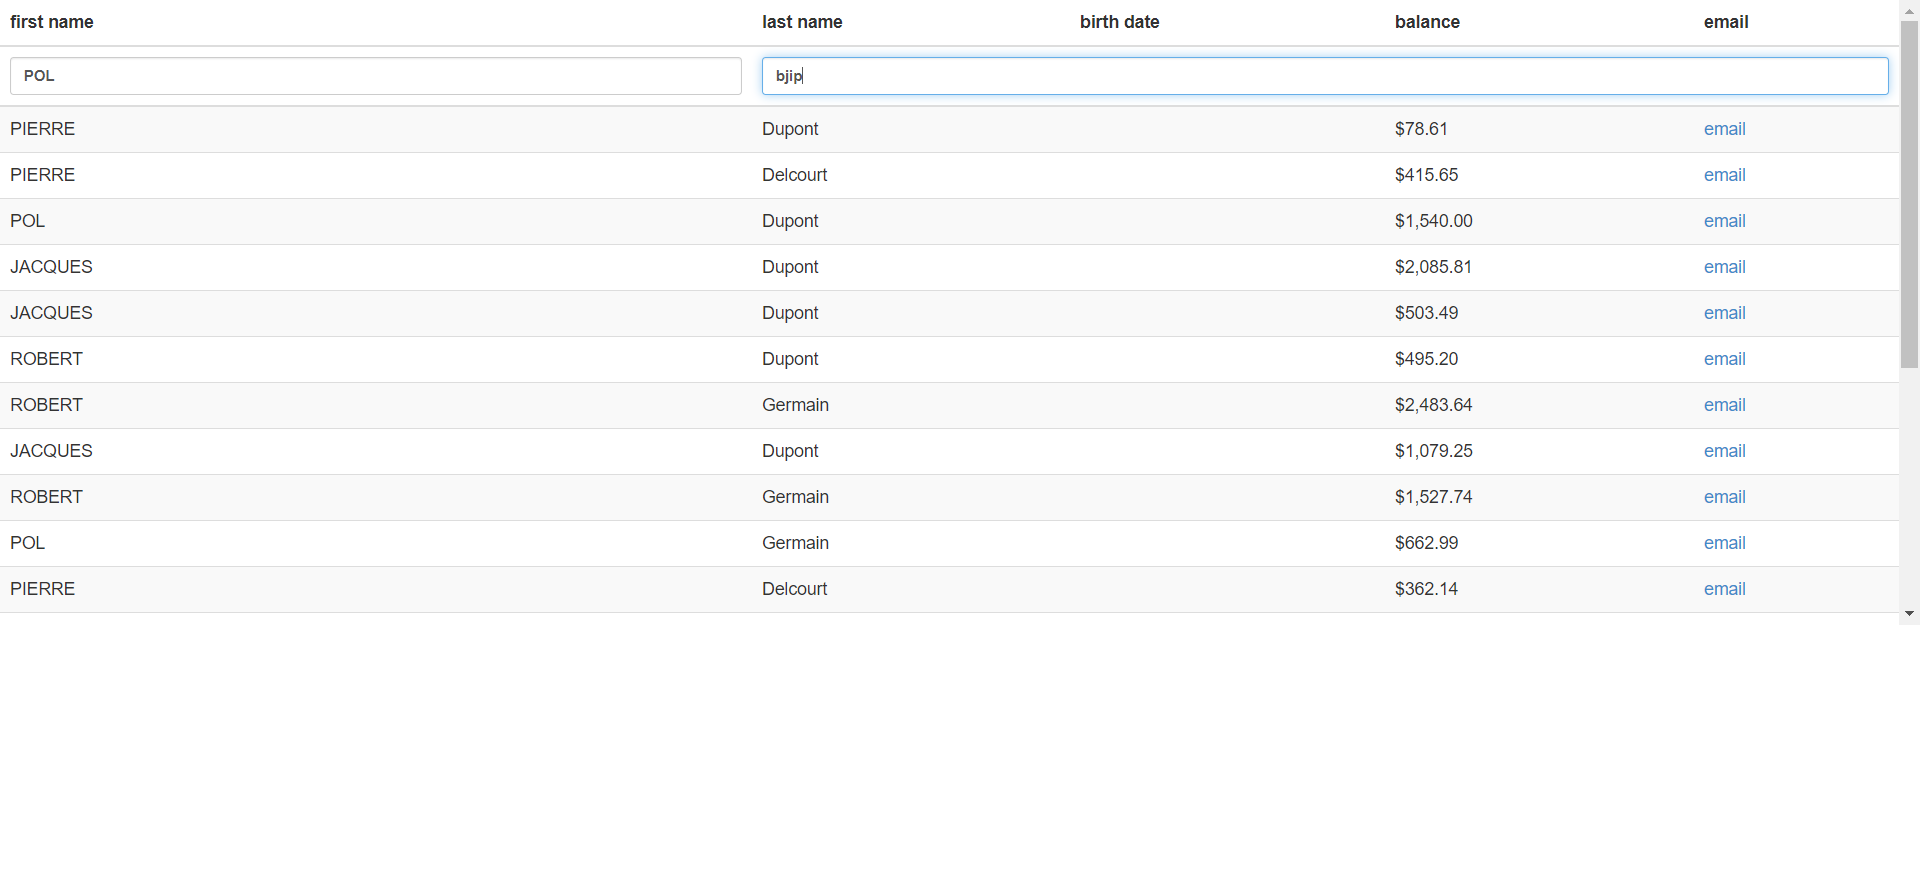 first name last name birth date balance email
POL bjip
PIERRE Dupont $78.61 email
PIERRE Delcourt $415.65 email
POL Dupont $1,540.00 email
JACQUES Dupont $2,085.81 email
JACQUES Dupont $503.49 email
ROBERT Dupont $495.20 email
ROBERT Germain $2,483.64 email
JACQUES Dupont $1,079.25 email
ROBERT Germain $1,527.74 email
POL Germain $662.99 email
PIERRE Delcourt $362.14 email